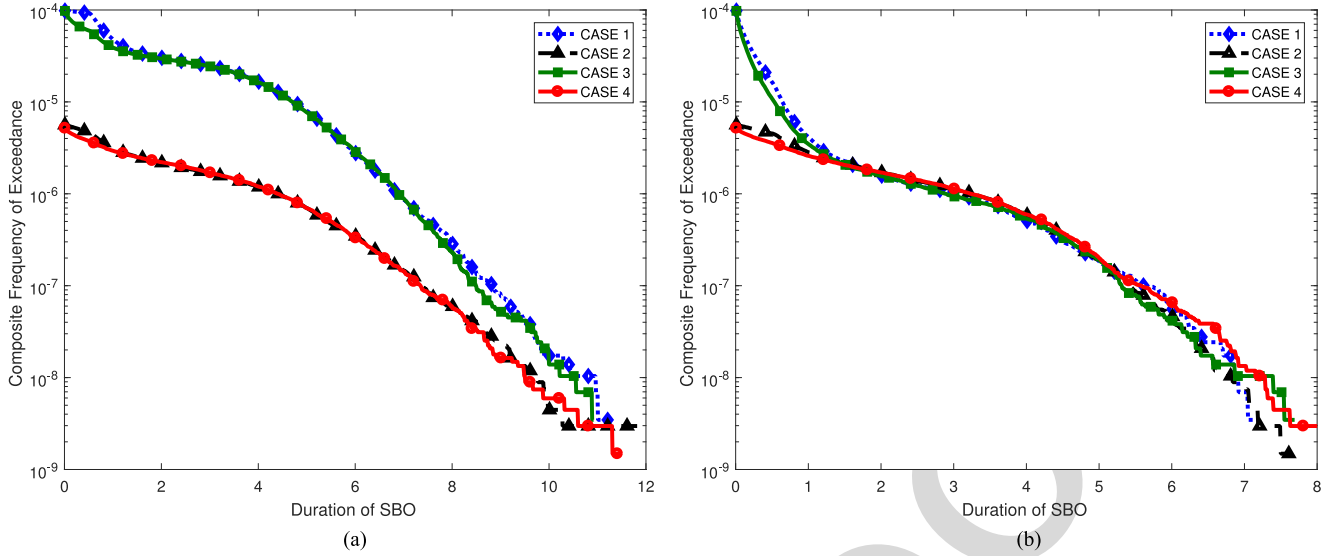 10^-4
10^-5
10^-6
10^-7
10^-8
10^-9
Composite Frequency of Exceedance
0 2 4 6 8 10 12
Duration of SBO
CASE 1
CASE 2
CASE 3
CASE 4
(a)
10^-4
10^-5
10^-6
10^-7
10^-8
10^-9
Composite Frequency of Exceedance
0 1 2 3 4 5 6 7 8
Duration of SBO
CASE 1
CASE 2
CASE 3
CASE 4
(b)